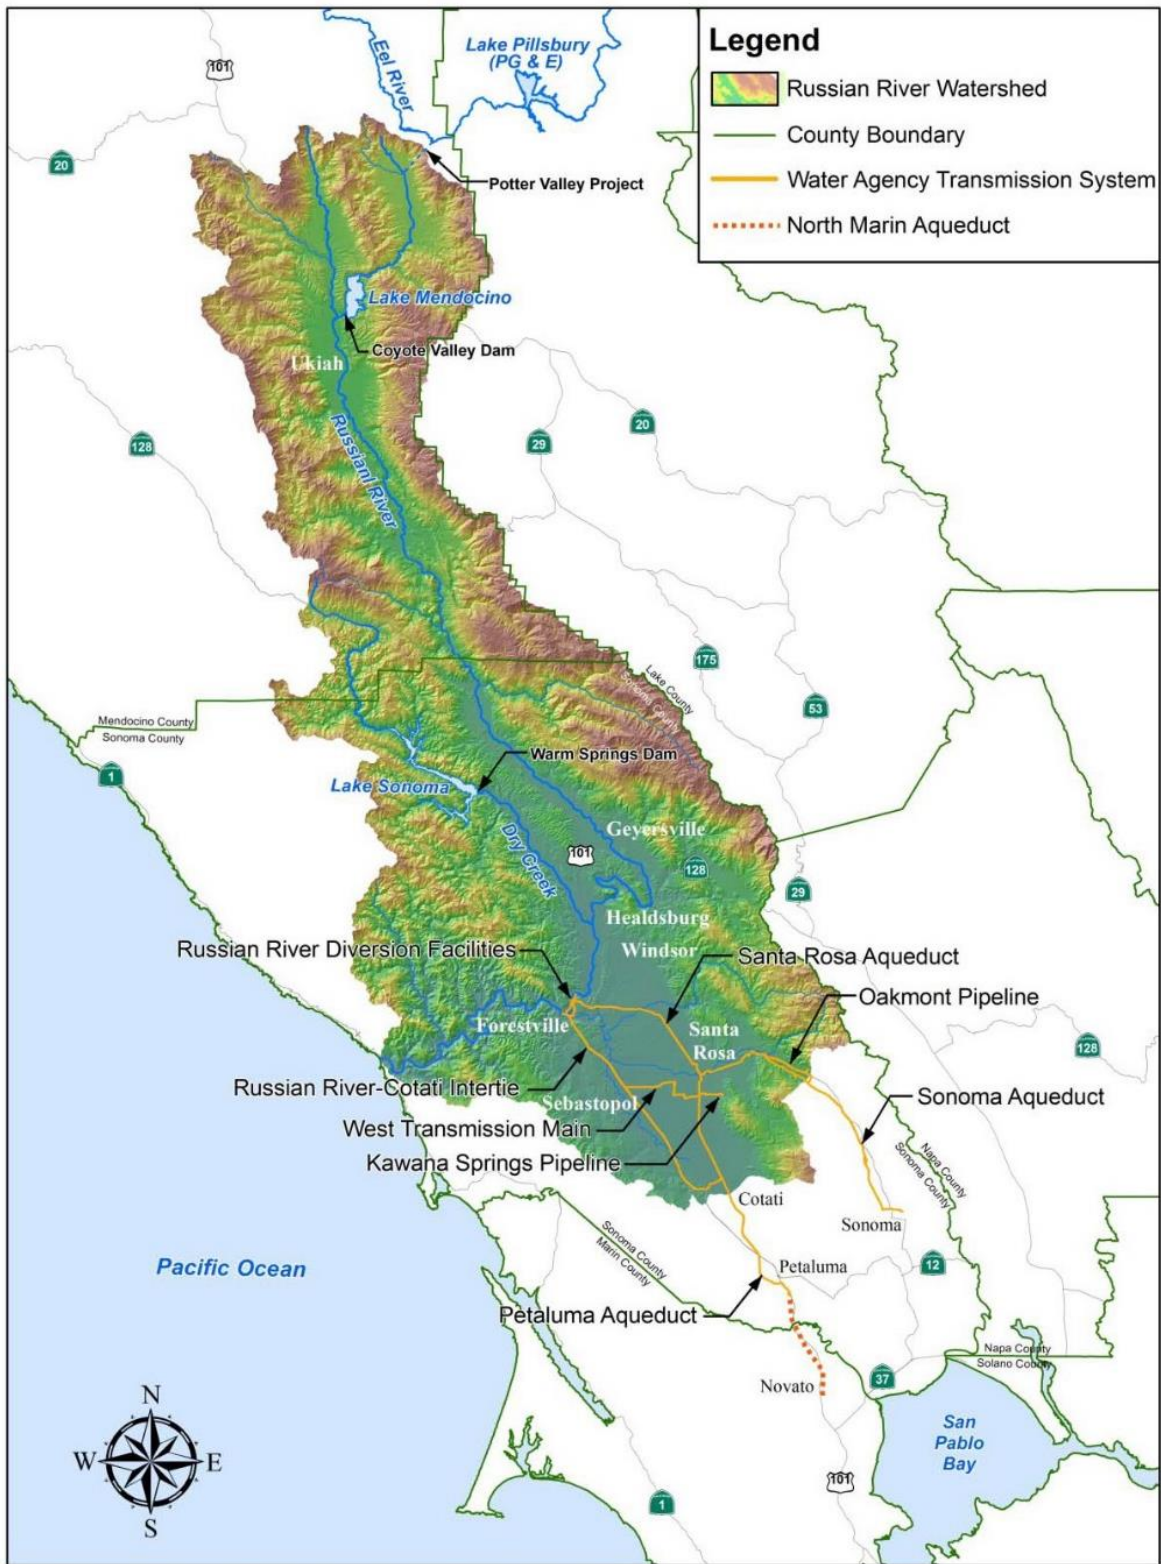 Legend
Russian River Watershed
County Boundary
Water Agency Transmission System
North Marin Aqueduct
101
Eel River
Lake Pillsbury
(PG & E)
20
Potter Valley Project
Lake Mendocino
Coyote Valley Dam
Ukiah
Russianl River
128
29
20
175
53
Lake County
Sonoma County
Mendocino County
Sonoma County
1
Warm Springs Dam
Lake Sonoma
Dry Creek
Geyersville
101
128
29
Healdsburg
Windsor
Russian River Diversion Facilities
Santa Rosa Aqueduct
Oakmont Pipeline
Forestville
Santa
Rosa
128
Russian River-Cotati Intertie
Sebastopol
Sonoma Aqueduct
West Transmission Main
Kawana Springs Pipeline
Napa County
Sonoma County
Cotati
Sonoma
Sonoma County
Marin County
Pacific Ocean
Petaluma
12
Petaluma Aqueduct
Napa County
Solano County
Novato
37
San
Pablo
Bay
N
W
E
S
101
1